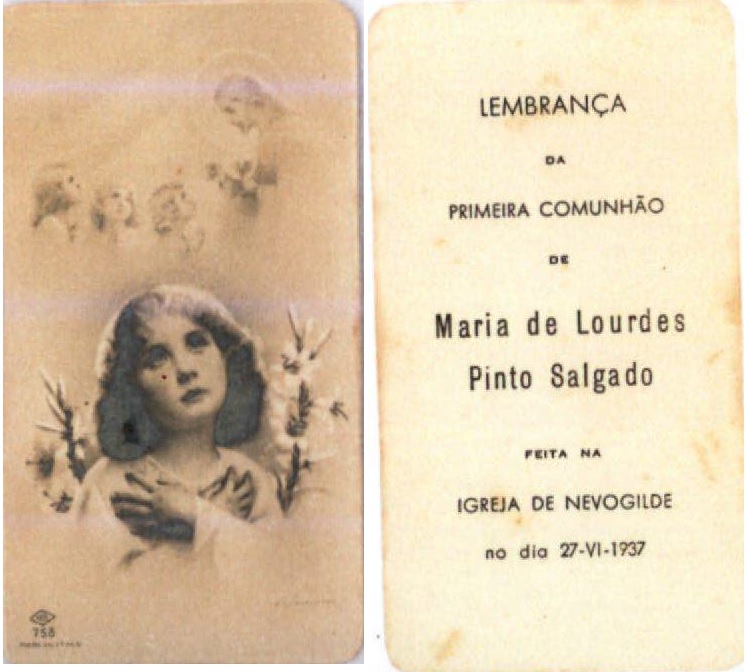 758
LEMBRANÇA
DA
PRIMEIRA COMUNHÃO
DE
Maria de Lourdes
Pinto Salgado
FEITA NA
IGREJA DE NEVOGILDE
no dia 27-VI-1937